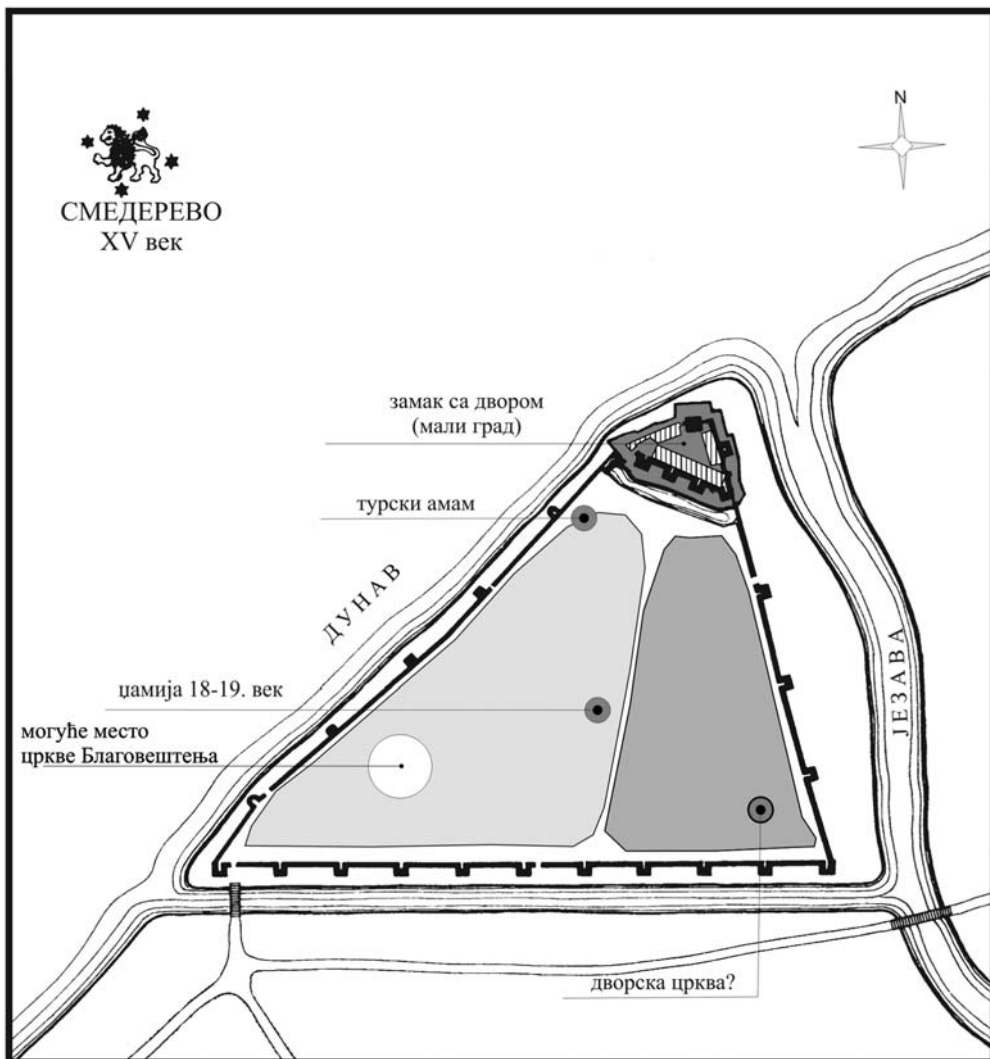 N
СМЕДЕРЕВО
XV век
замак са двором
(мали град)
турски амам
ДУНАВ
џамија 18-19. век
могуће место
цркве Благовештења
ЈЕЗАВА
дворска црква?